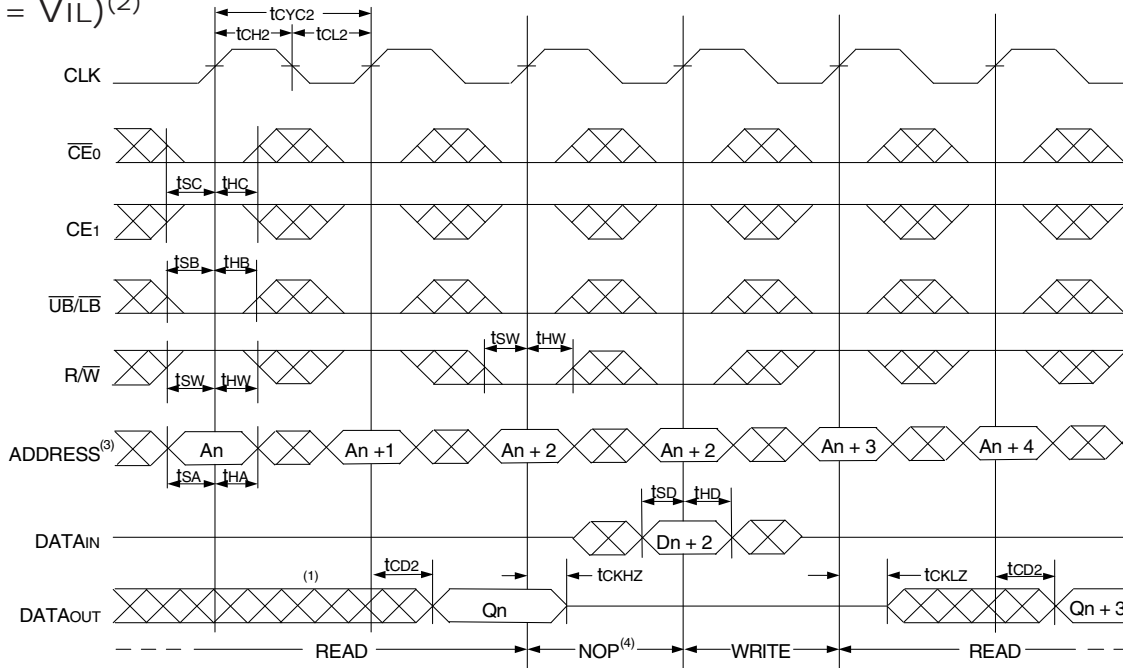 = VIL)(2)
tCYC2
tCH2 tCL2
CLK
CE0
tSC tHC
CE1
tSB tHB
UB/LB
tSW tHW
R/W
tSW tHW
ADDRESS(3) An An +1 An + 2 An + 2 An + 3 An + 4
tSA tHA
tSD tHD
DATAIN Dn + 2
(1) tCD2 tCKHZ tCKLZ tCD2
DATAOUT Qn Qn + 3
READ NOP(4) WRITE READ